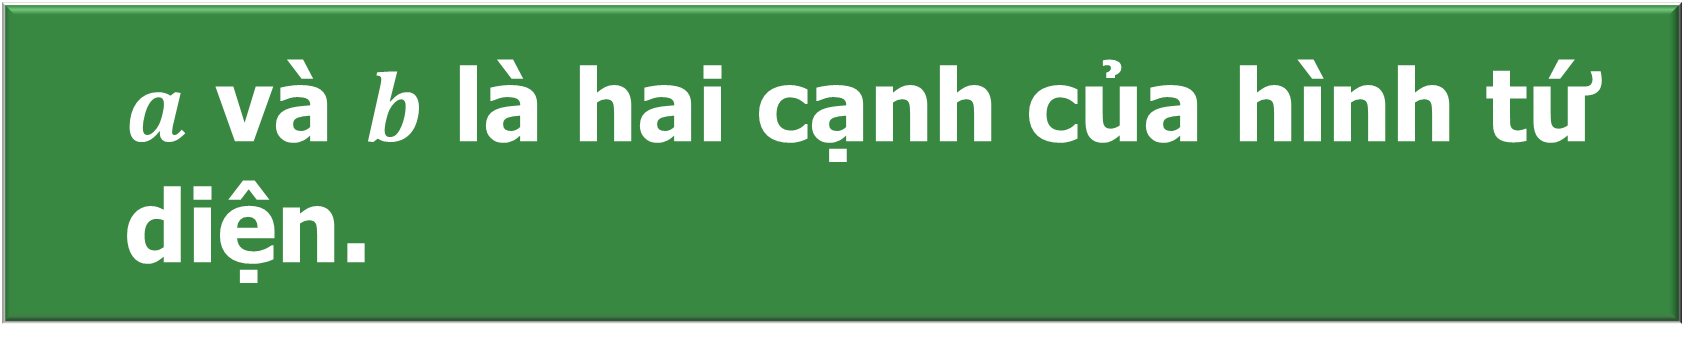 a và b là hai cạnh của hình tứ
diện.